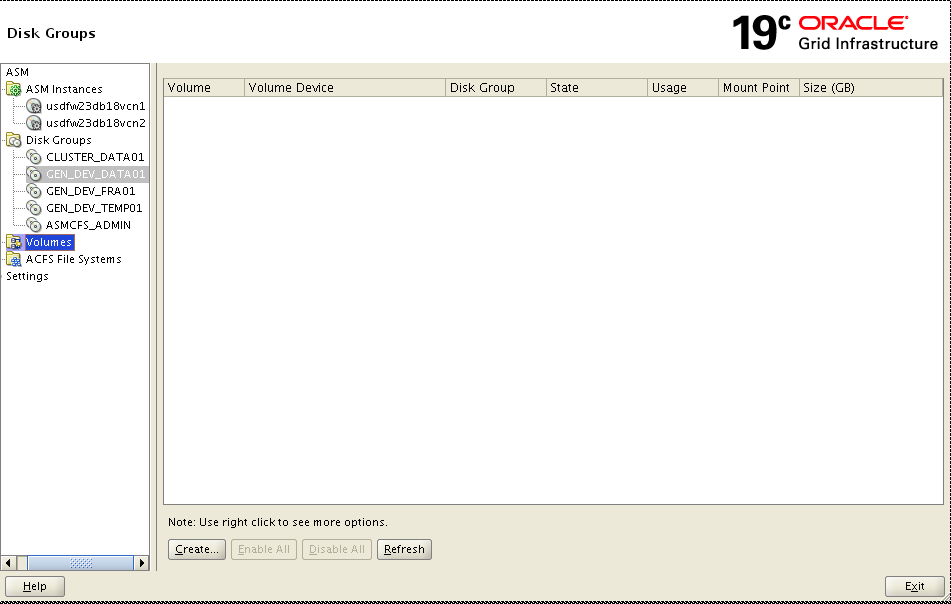 Disk Groups
19c ORACLE
Grid Infrastructure
ASM
ASM Instances
usdfw23db18vcn1
usdfw23db18vcn2
Disk Groups
CLUSTER_DATA01
GEN_DEV_DATA01
GEN_DEV_FRA01
GEN_DEV_TEMP01
ASMCFS_ADMIN
Volumes
ACFS File Systems
Settings
Volume Volume Device Disk Group State Usage Mount Point Size (GB)
Note: Use right click to see more options.
Create... Enable All Disable All Refresh
Help Exit